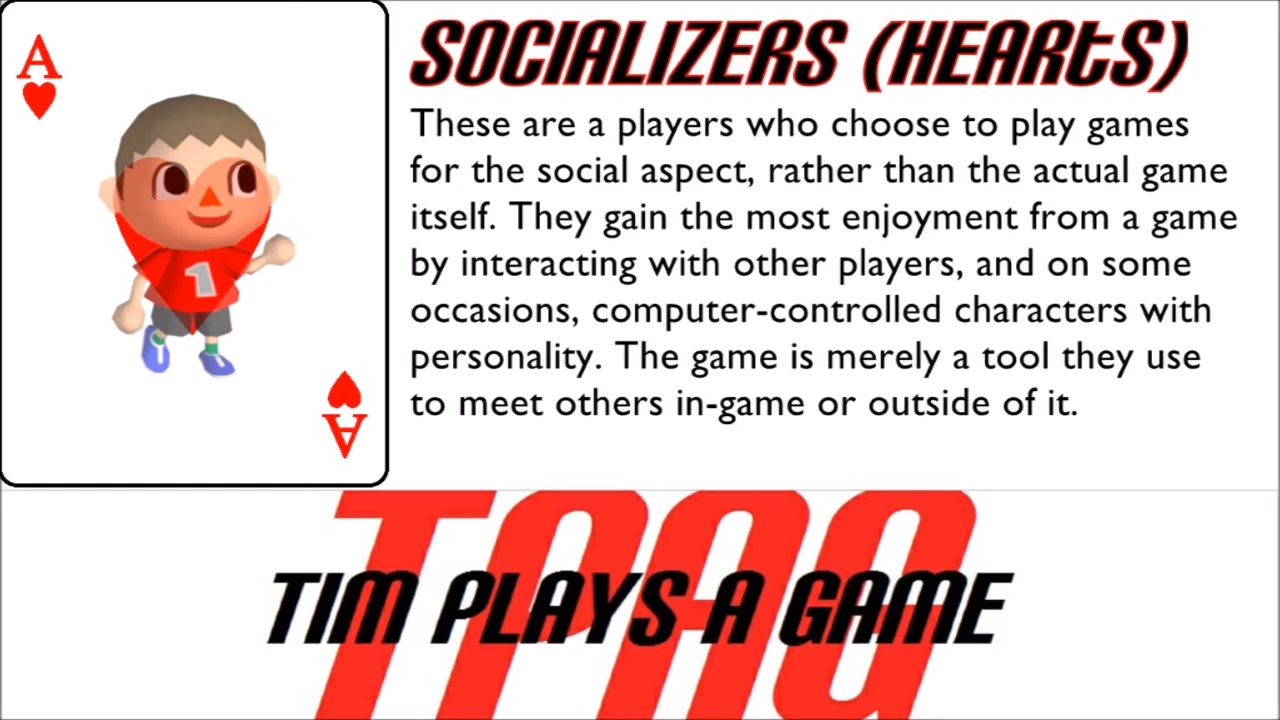 A
SOCIALIZERS (HEARTS)
These are a players who choose to play games
for the social aspect, rather than the actual game
itself. They gain the most enjoyment from a game
by interacting with other players, and on some
occasions, computer-controlled characters with
personality. The game is merely a tool they use
to meet others in-game or outside of it.
1
A
TPAG
TIM PLAYS A GAME